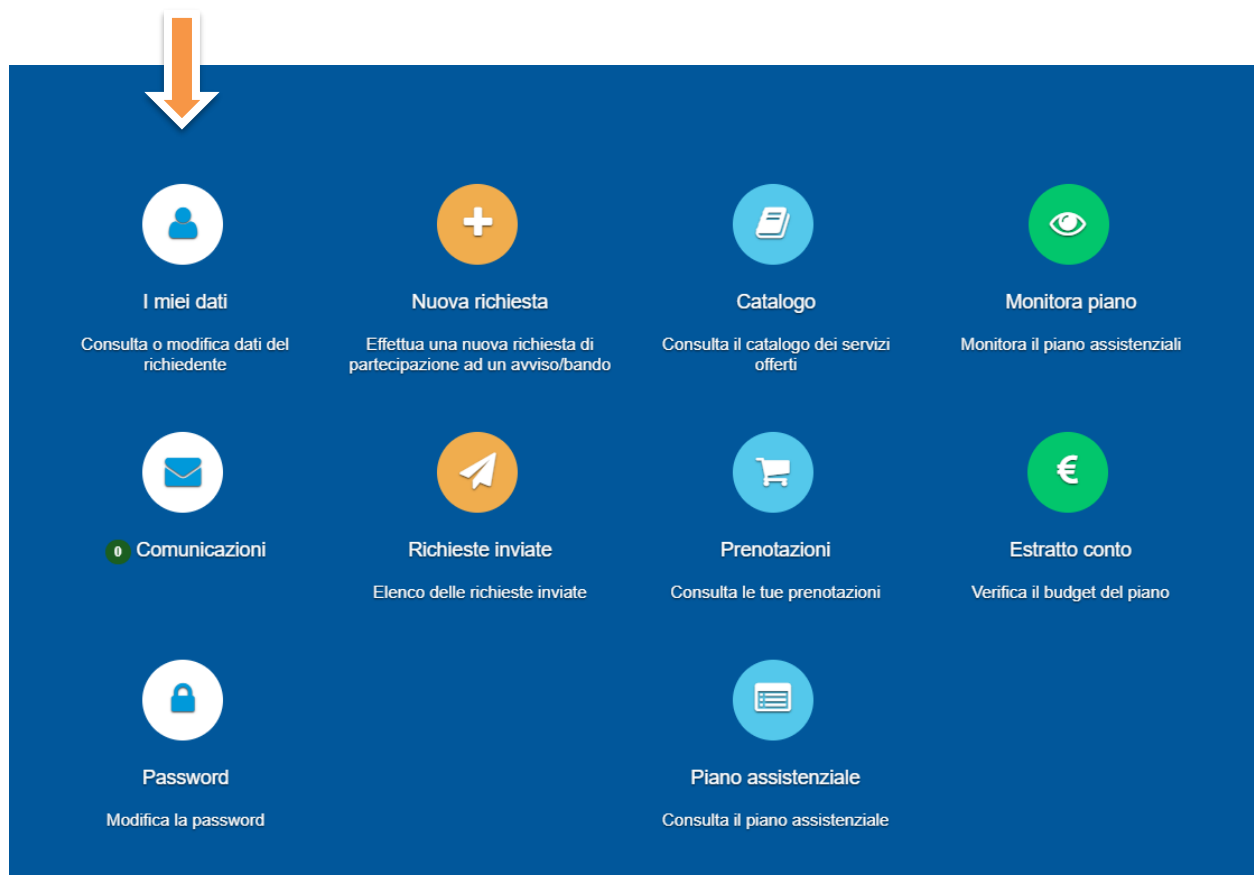 I miei dati
Consulta o modifica dati del
richiedente
Nuova richiesta
Effettua una nuova richiesta di
partecipazione ad un avviso/bando
Catalogo
Consulta il catalogo dei servizi
offerti
Monitora piano
Monitora il piano assistenziali
0 Comunicazioni
Richieste inviate
Elenco delle richieste inviate
Prenotazioni
Consulta le tue prenotazioni
€
Estratto conto
Verifica il budget del piano
Password
Modifica la password
Piano assistenziale
Consulta il piano assistenziale